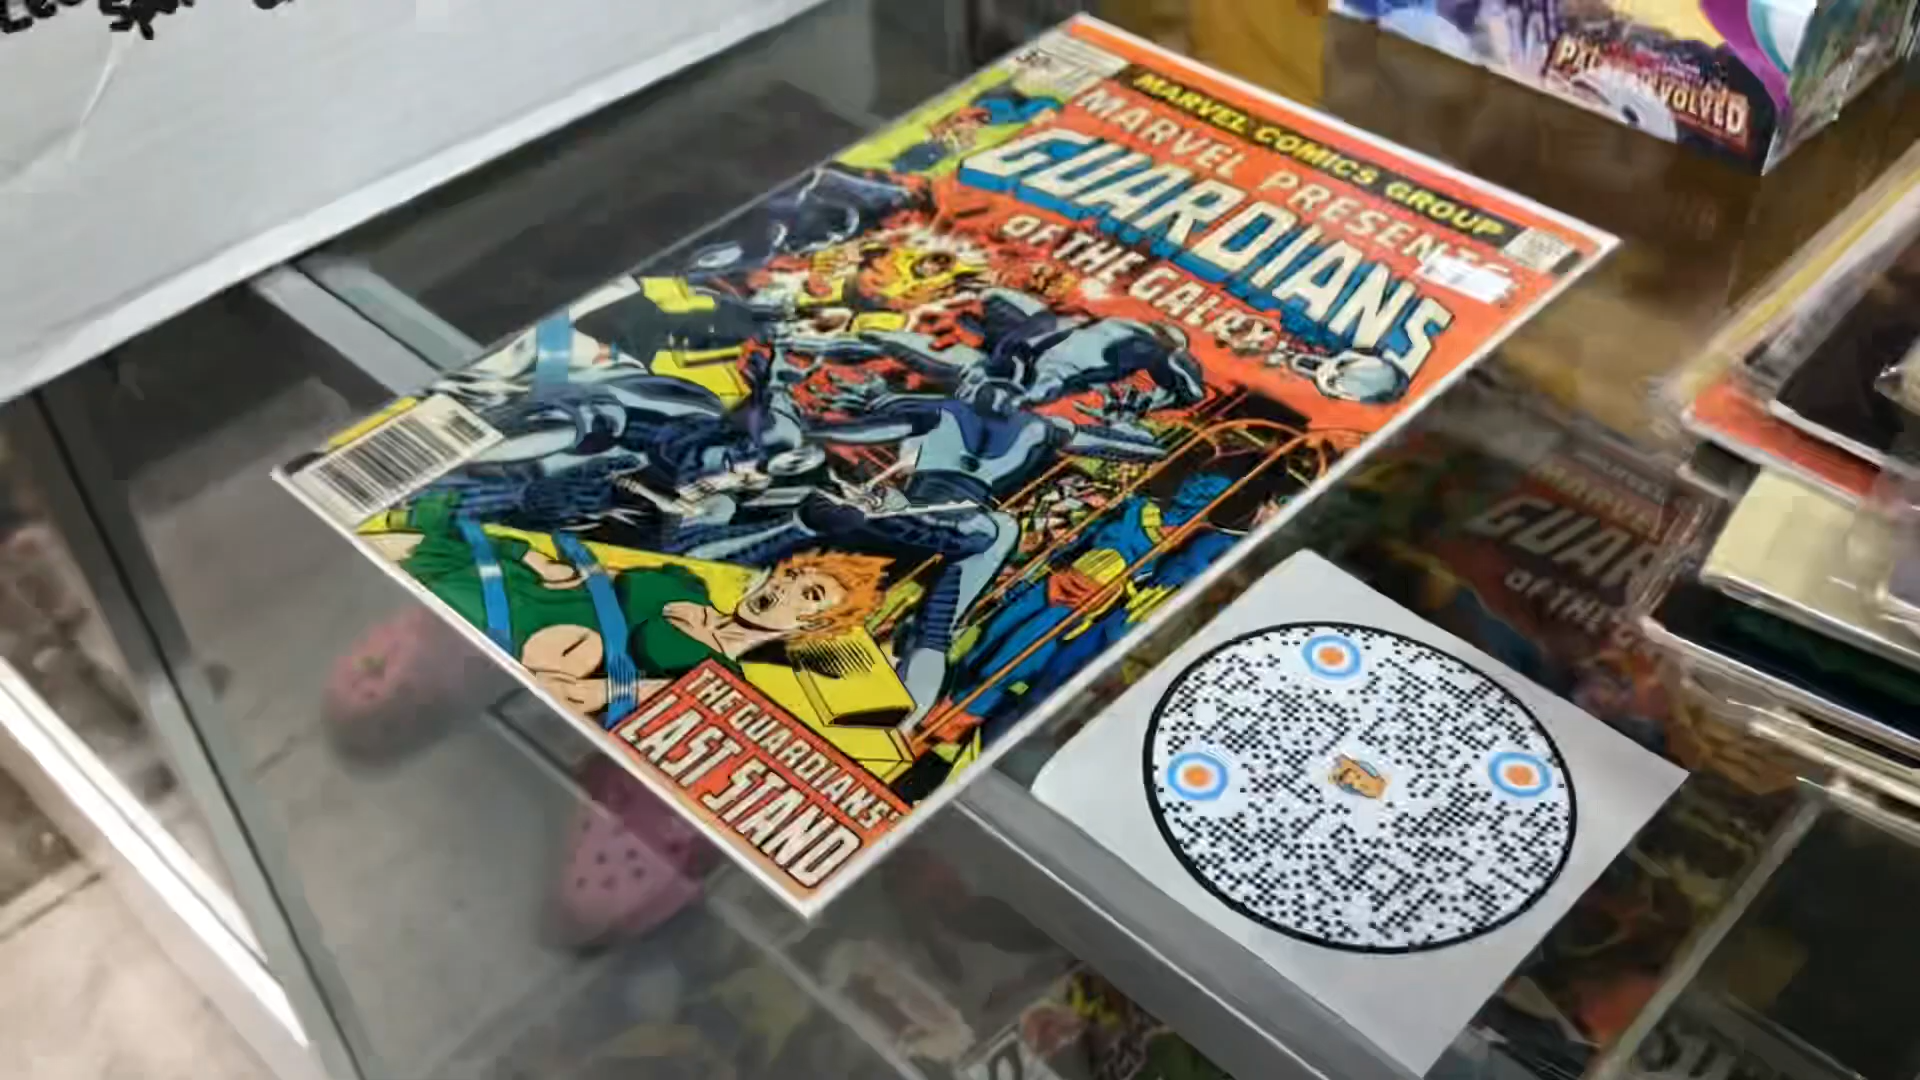 MARVEL COMICS GROUP
MARVEL PRESENTS
GUARDIANS
OF THE GALAXY
THE GUARDIANS'
LAST STAND
GUAR
OF THE G
EVOLVED